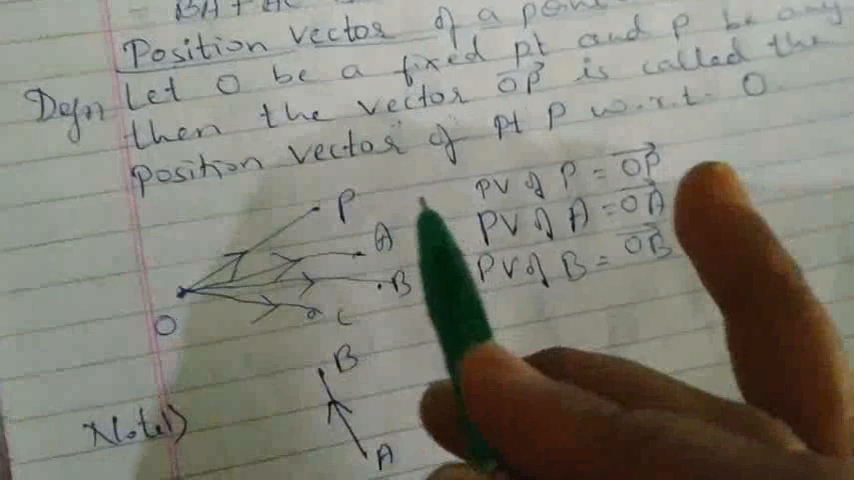 Position vector of a point
Defn Let O be a fixed pt and P be any
then the vector OP⃗ is called the
position vector of pt P w.r.t. O.
P
A
B
C
O
PV of P = OP⃗
PV of A = OA⃗
PV of B = OB⃗
Note 1)
B
A